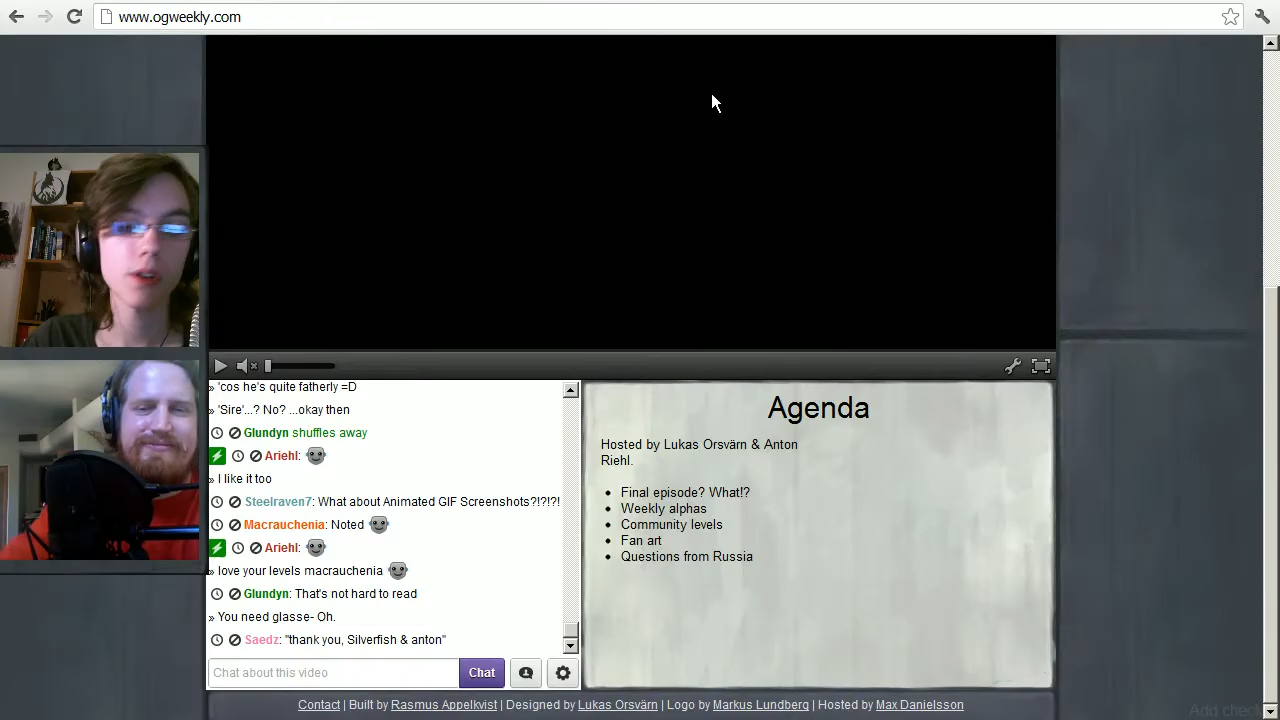 www.ogweekly.com
» 'cos he's quite fatherly =D
» 'Sire'...? No? ...okay then
Glundyn shuffles away
Ariehl:
» I like it too
Steelraven7: What about Animated GIF Screenshots?!?!?!
Macrauchenia: Noted
Ariehl:
» love your levels macrauchenia
Glundyn: That's not hard to read
» You need glasse- Oh.
Saedz: "thank you, Silverfish & anton"
Chat about this video
Chat
Agenda
Hosted by Lukas Orsvärn & Anton
Riehl.
• Final episode? What!?
• Weekly alphas
• Community levels
• Fan art
• Questions from Russia
Contact | Built by Rasmus Appelkvist | Designed by Lukas Orsvärn | Logo by Markus Lundberg | Hosted by Max Danielsson
Add check